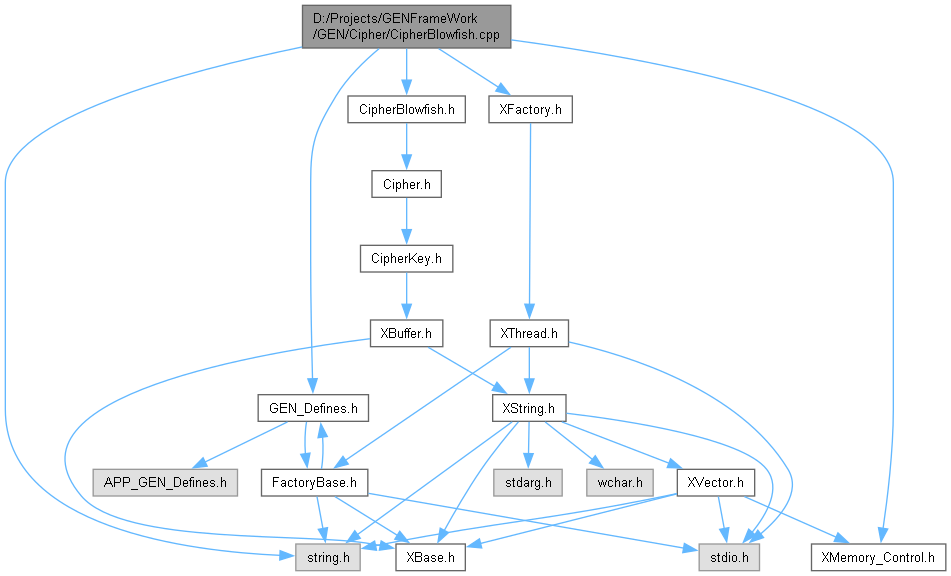 D:/Projects/GENFrameWork
/GEN/Cipher/CipherBlowfish.cpp
CipherBlowfish.h
XFactory.h
Cipher.h
CipherKey.h
XBuffer.h
XThread.h
GEN_Defines.h
XString.h
APP_GEN_Defines.h
FactoryBase.h
stdarg.h
wchar.h
XVector.h
string.h
XBase.h
stdio.h
XMemory_Control.h